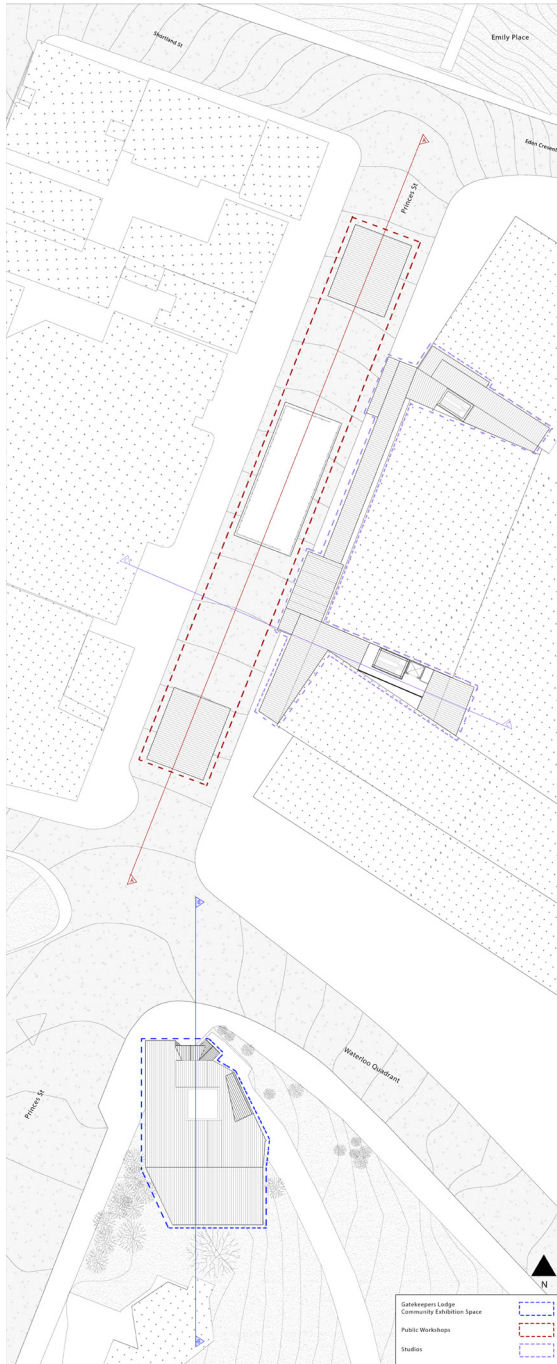 Shortland St
Emily Place
Eden Cresent
Princes St
Waterloo Quadrant
Princes St
N
Gatekeepers Lodge
Community Exhibition Space
Public Workshops
Studios